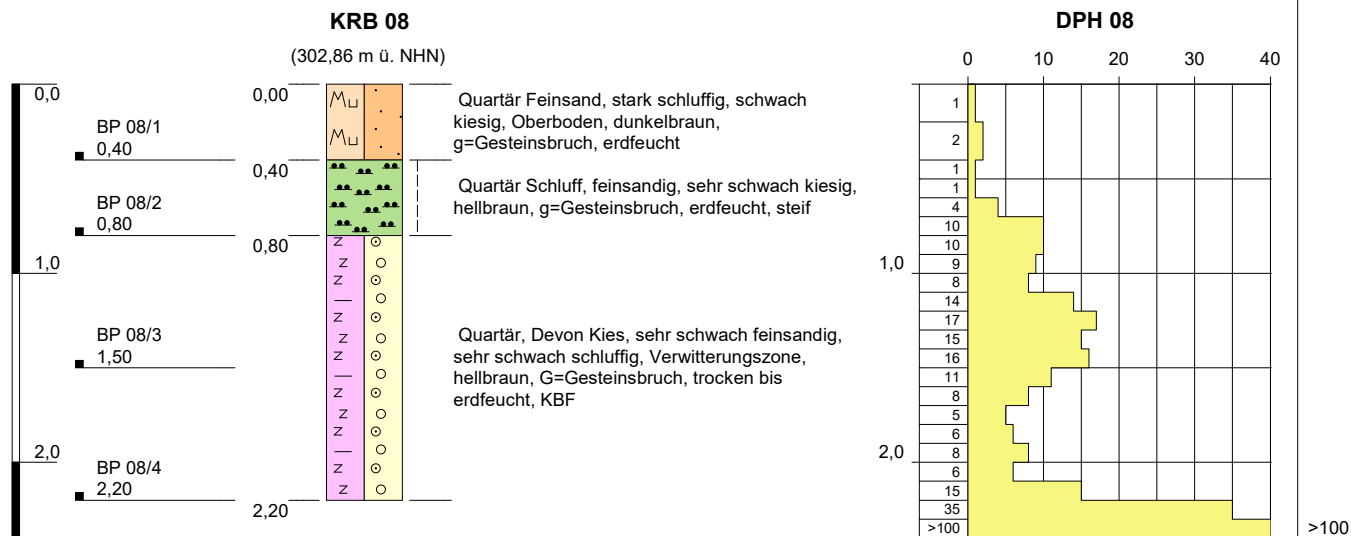 KRB 08
(302,86 m ü. NHN)
0,0
1,0
2,0
BP 08/1
0,40
BP 08/2
0,80
BP 08/3
1,50
BP 08/4
2,20
0,00
0,40
0,80
2,20
Quartär Feinsand, stark schluffig, schwach
kiesig, Oberboden, dunkelbraun,
g=Gesteinsbruch, erdfeucht
Quartär Schluff, feinsandig, sehr schwach kiesig,
hellbraun, g=Gesteinsbruch, erdfeucht, steif
Quartär, Devon Kies, sehr schwach feinsandig,
sehr schwach schluffig, Verwitterungszone,
hellbraun, G=Gesteinsbruch, trocken bis
erdfeucht, KBF
DPH 08
0 10 20 30 40
1,0
2,0
1
2
1
1
4
10
10
9
8
14
17
15
16
11
8
5
6
8
6
15
35
>100
>100